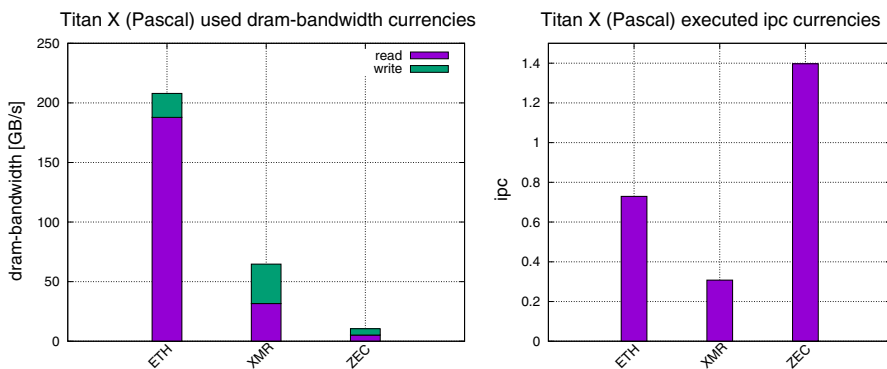 Titan X (Pascal) used dram-bandwidth currencies
250
200
150
100
50
0
dram-bandwidth [GB/s]
read
write
ETH
XMR
ZEC
Titan X (Pascal) executed ipc currencies
1.4
1.2
1
0.8
0.6
0.4
0.2
0
ipc
ETH
XMR
ZEC